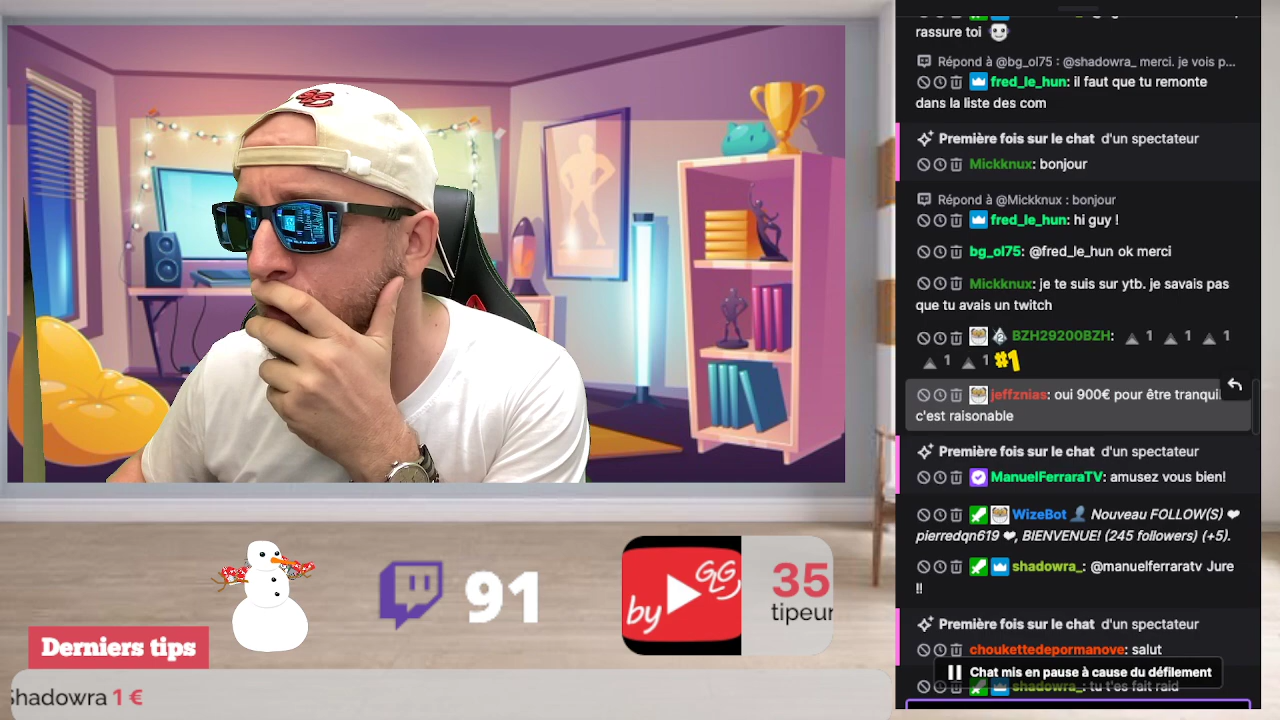 rassure toi
Répond à @bg_ol75 : @shadowra_ merci. je vois p...
fred_le_hun: il faut que tu remonte
dans la liste des com
Première fois sur le chat d'un spectateur
Mickknux: bonjour
Répond à @Mickknux : bonjour
fred_le_hun: hi guy !
bg_ol75: @fred_le_hun ok merci
Mickknux: je te suis sur ytb. je savais pas
que tu avais un twitch
BZH29200BZH: 1 1 1
1 1 #1
jeffznias: oui 900€ pour être tranqui
c'est raisonable
Première fois sur le chat d'un spectateur
ManuelFerraraTV: amusez vous bien!
WizeBot Nouveau FOLLOW(S) ❤
pierredqn619 ❤, BIENVENUE! (245 followers) (+5).
shadowra_: @manuelferraratv Jure
!!
Première fois sur le chat d'un spectateur
choukettedepormanove: salut
Chat mis en pause à cause du défilement
shadowra_: tu t'es fait raid
91
by GG
35
tipeur
Derniers tips
Shadowra 1 €